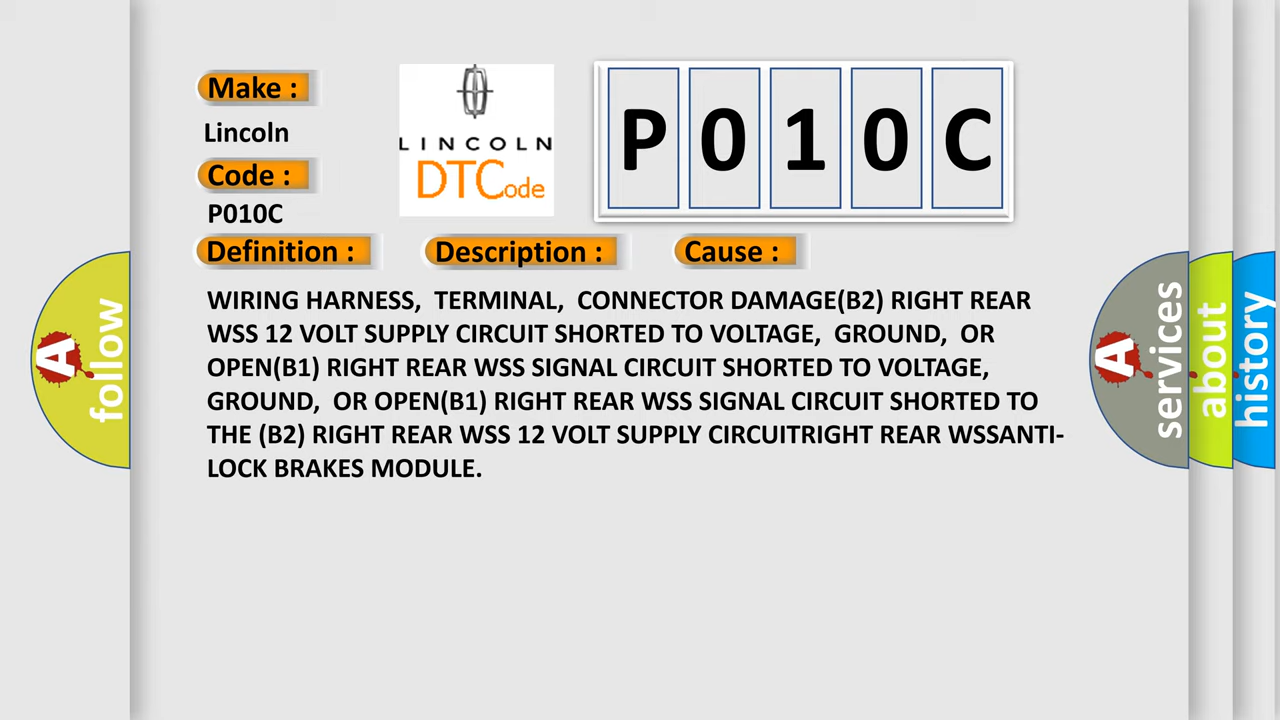 Make :
Lincoln
Code :
P010C
LINCOLN
DTCode
P010C
Definition :
Description :
Cause :
WIRING HARNESS,  TERMINAL,  CONNECTOR DAMAGE(B2) RIGHT REAR
WSS 12 VOLT SUPPLY CIRCUIT SHORTED TO VOLTAGE,  GROUND,  OR
OPEN(B1) RIGHT REAR WSS SIGNAL CIRCUIT SHORTED TO VOLTAGE,
GROUND,  OR OPEN(B1) RIGHT REAR WSS SIGNAL CIRCUIT SHORTED TO
THE (B2) RIGHT REAR WSS 12 VOLT SUPPLY CIRCUITRIGHT REAR WSSANTI-
LOCK BRAKES MODULE.
A
follow
A
services
about
history